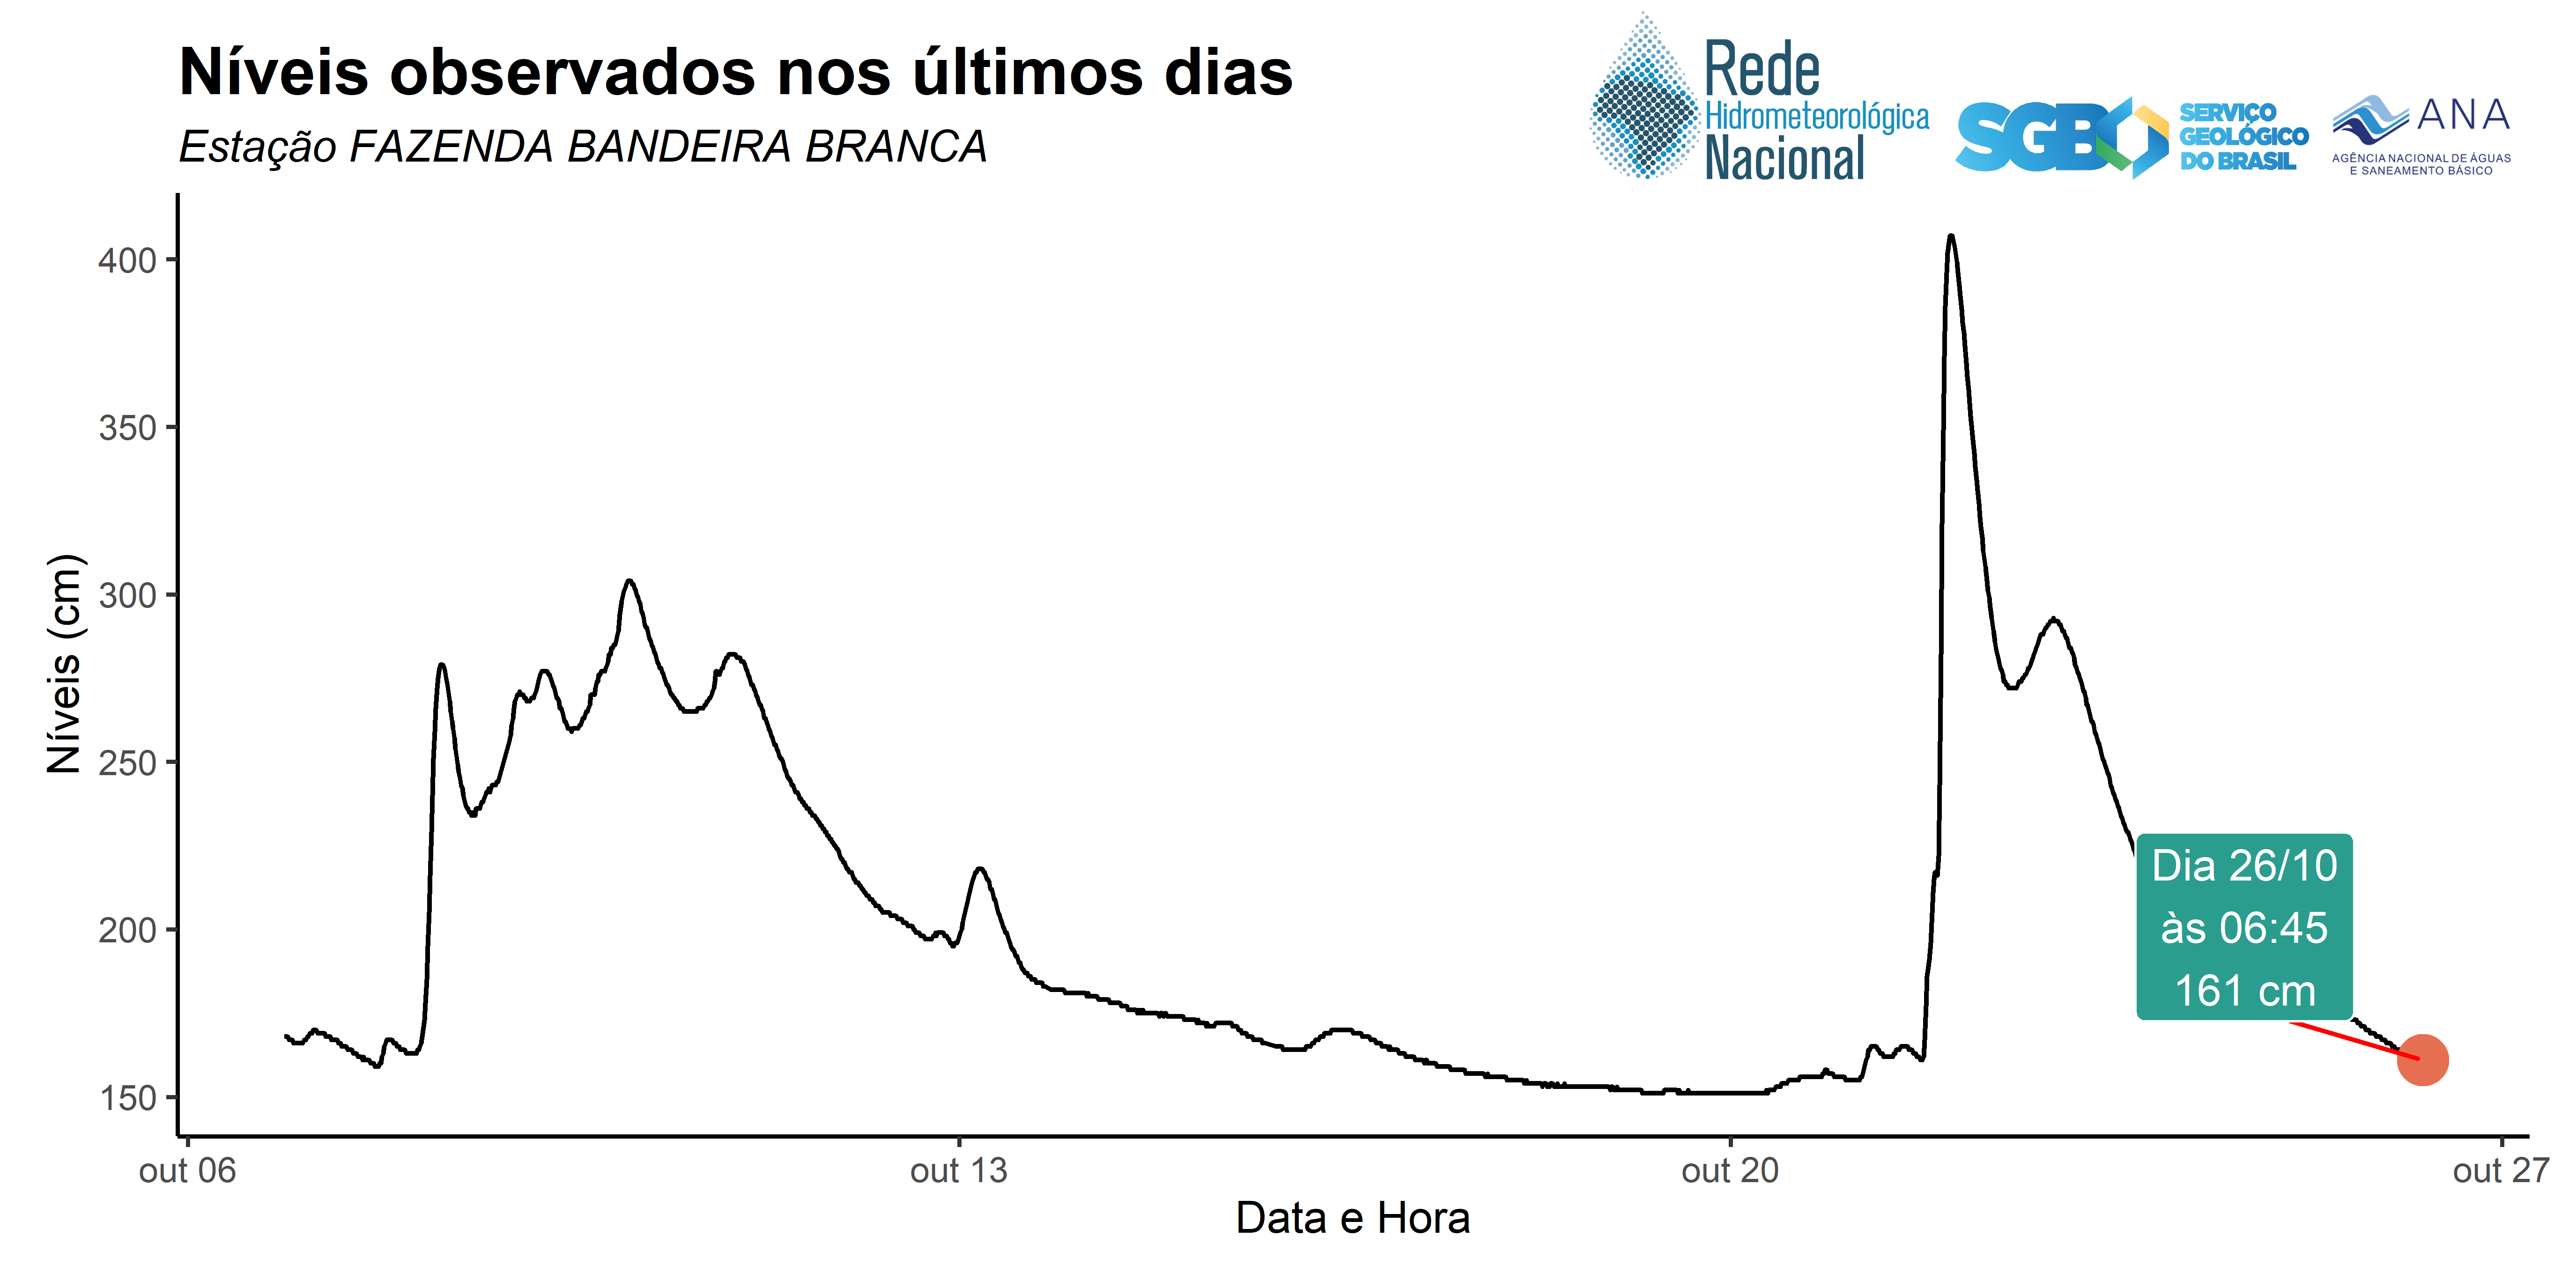 Níveis observados nos últimos dias
Estação FAZENDA BANDEIRA BRANCA
Rede
Hidrometeorológica
Nacional
SGB
SERVIÇO
GEOLÓGICO
DO BRASIL
ANA
AGÊNCIA NACIONAL DE ÁGUAS
E SANEAMENTO BÁSICO
Níveis (cm)
400
350
300
250
200
150
Dia 26/10
às 06:45
161 cm
out 06
out 13
out 20
out 27
Data e Hora